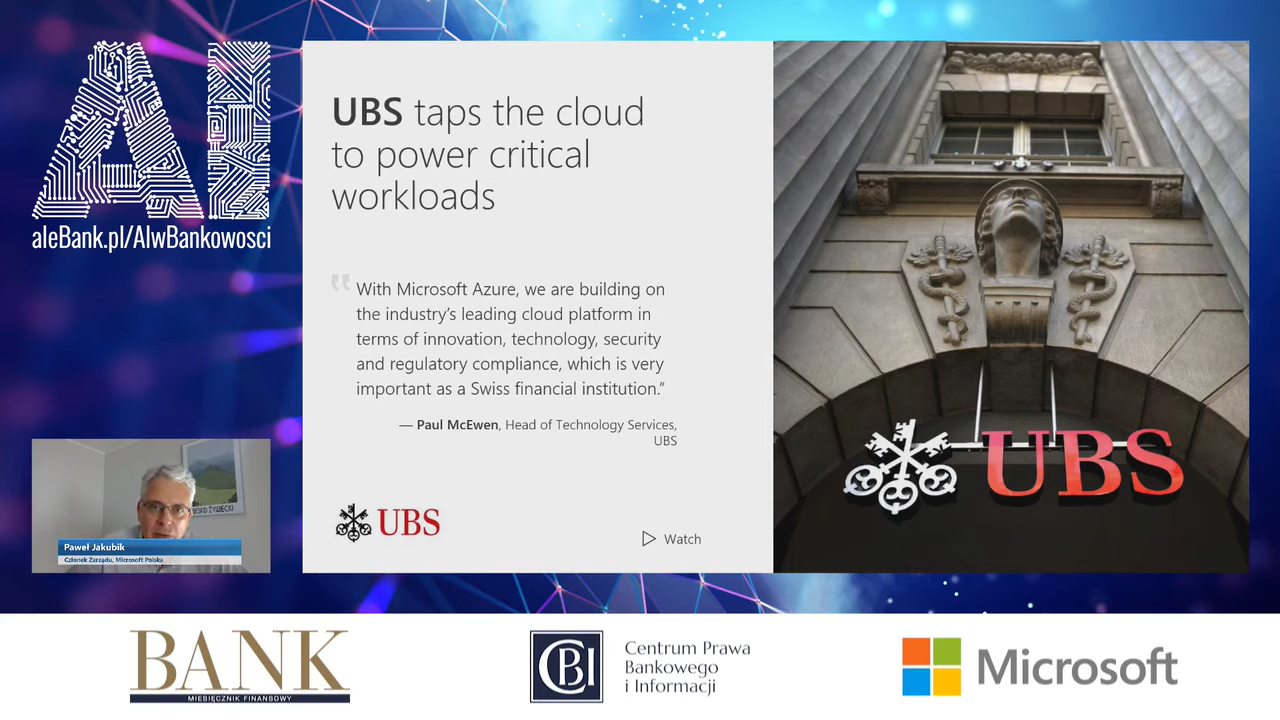 AI
aleBank.pl/AIwBankowosci
UBS taps the cloud
to power critical
workloads
With Microsoft Azure, we are building on
the industry's leading cloud platform in
terms of innovation, technology, security
and regulatory compliance, which is very
important as a Swiss financial institution."
— Paul McEwen, Head of Technology Services,
UBS
UBS
Watch
UBS
BESKID ŻYWIECKI
Paweł Jakubik
Członek Zarządu, Microsoft Polska
BANK
MIESIĘCZNIK FINANSOWY
CPBI
Centrum Prawa
Bankowego
i Informacji
Microsoft